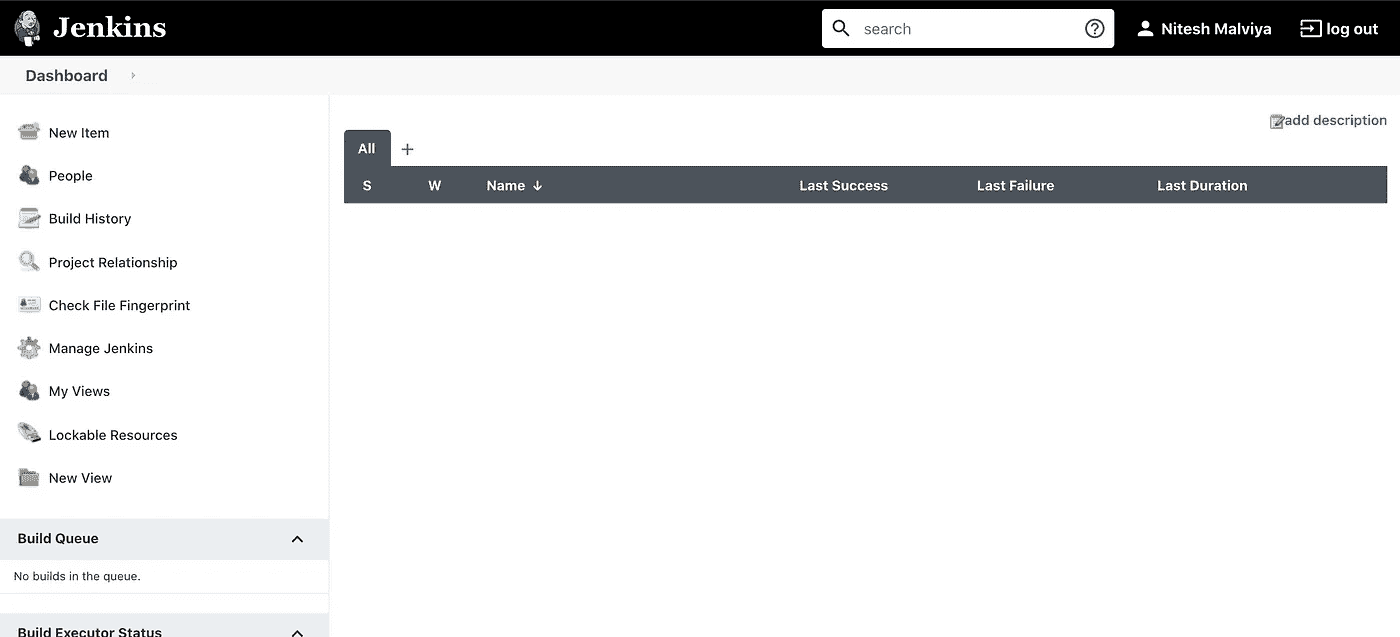 Jenkins
search
Nitesh Malviya
log out
Dashboard
New Item
People
Build History
Project Relationship
Check File Fingerprint
Manage Jenkins
My Views
Lockable Resources
New View
Build Queue
No builds in the queue.
Build Executor Status
add description
All +
S W Name ↓ Last Success Last Failure Last Duration